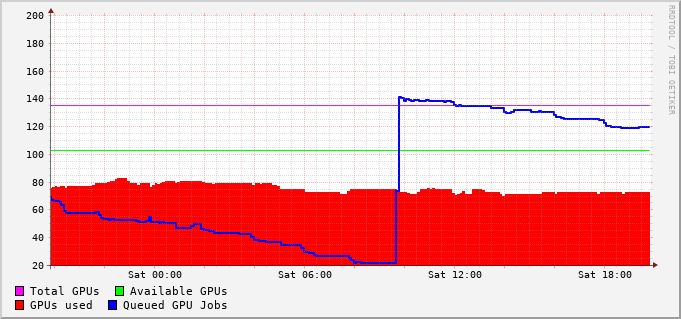 200
180
160
140
120
100
80
60
40
20
Sat 00:00 Sat 06:00 Sat 12:00 Sat 18:00
Total GPUs Available GPUs
GPUs used Queued GPU Jobs
RRDTOOL / TOBI OETIKER